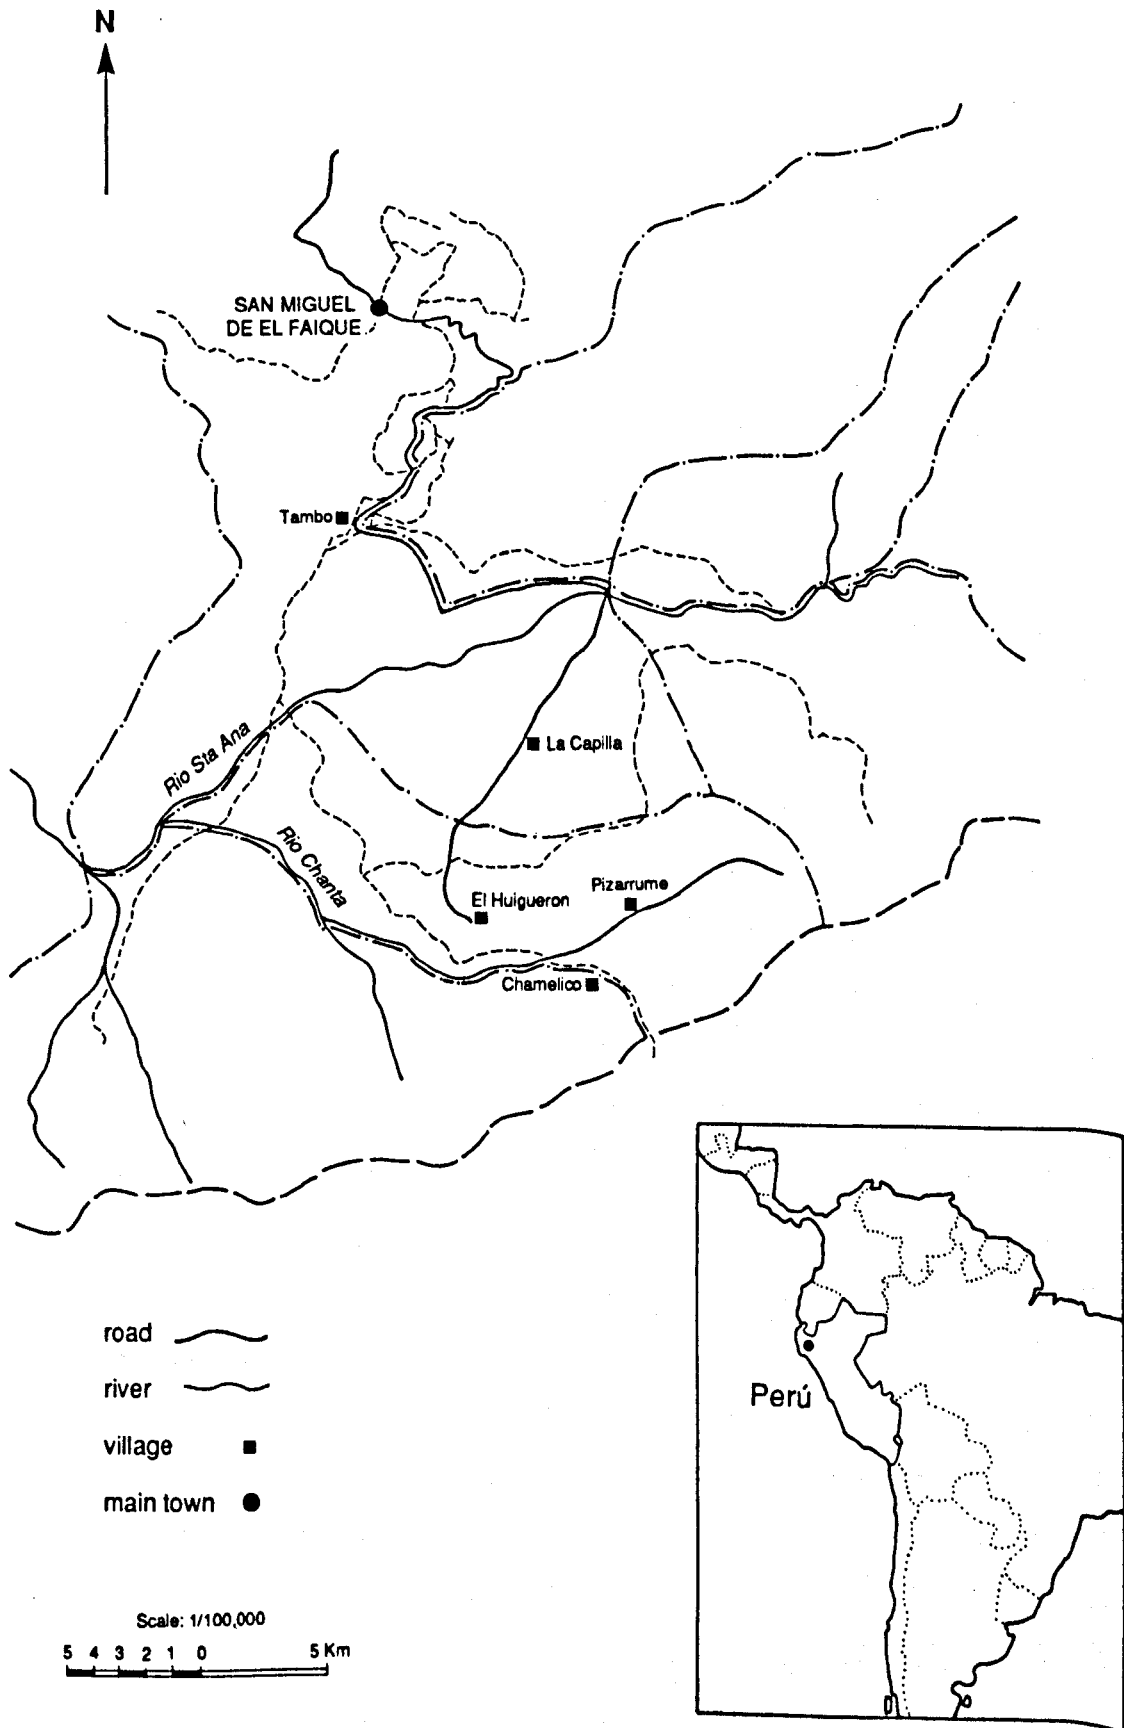 N
SAN MIGUEL
DE EL FAIQUE
Tambo
La Capilla
Rio Sta Ana
Rio Chanta
El Huigueron
Pizarrume
Chamelico
road
river
village
main town
Perú
Scale: 1/100,000
5 4 3 2 1 0 5 Km